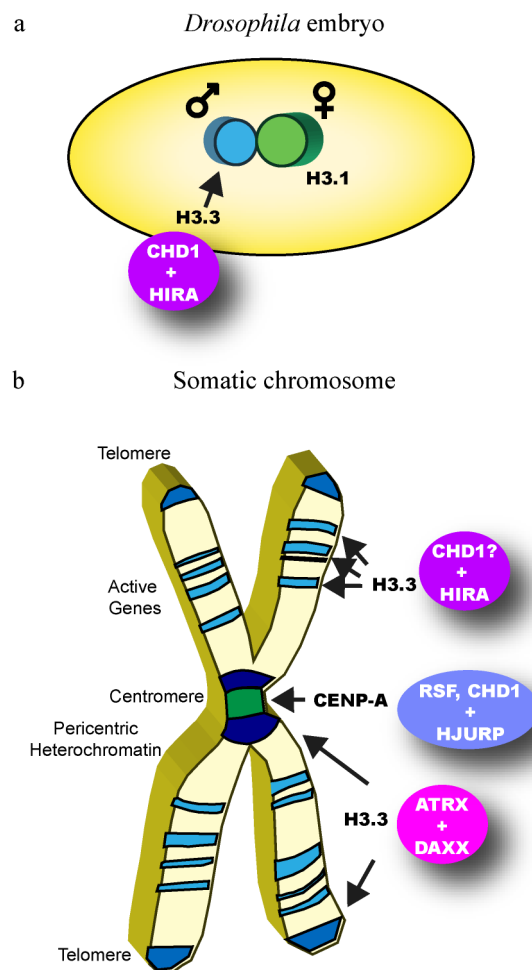 a
Drosophila embryo
♂ ♀
H3.1
H3.3
CHD1
+
HIRA
b
Somatic chromosome
Telomere
Active
Genes
H3.3
CHD1?
+
HIRA
Centromere
CENP-A
RSF, CHD1
+
HJURP
Pericentric
Heterochromatin
H3.3
ATRX
+
DAXX
Telomere